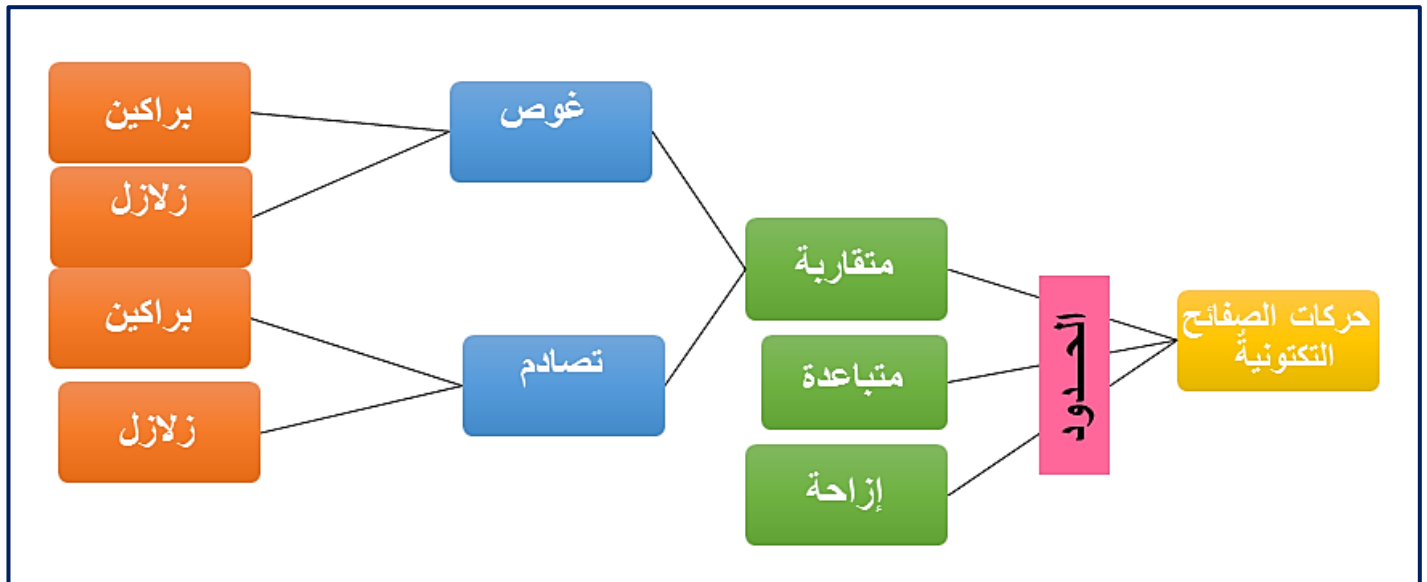 حركات الصفائح
التكتونية
الحدود
متقاربة
متباعدة
إزاحة
غوص
تصادم
براكين
زلازل
براكين
زلازل